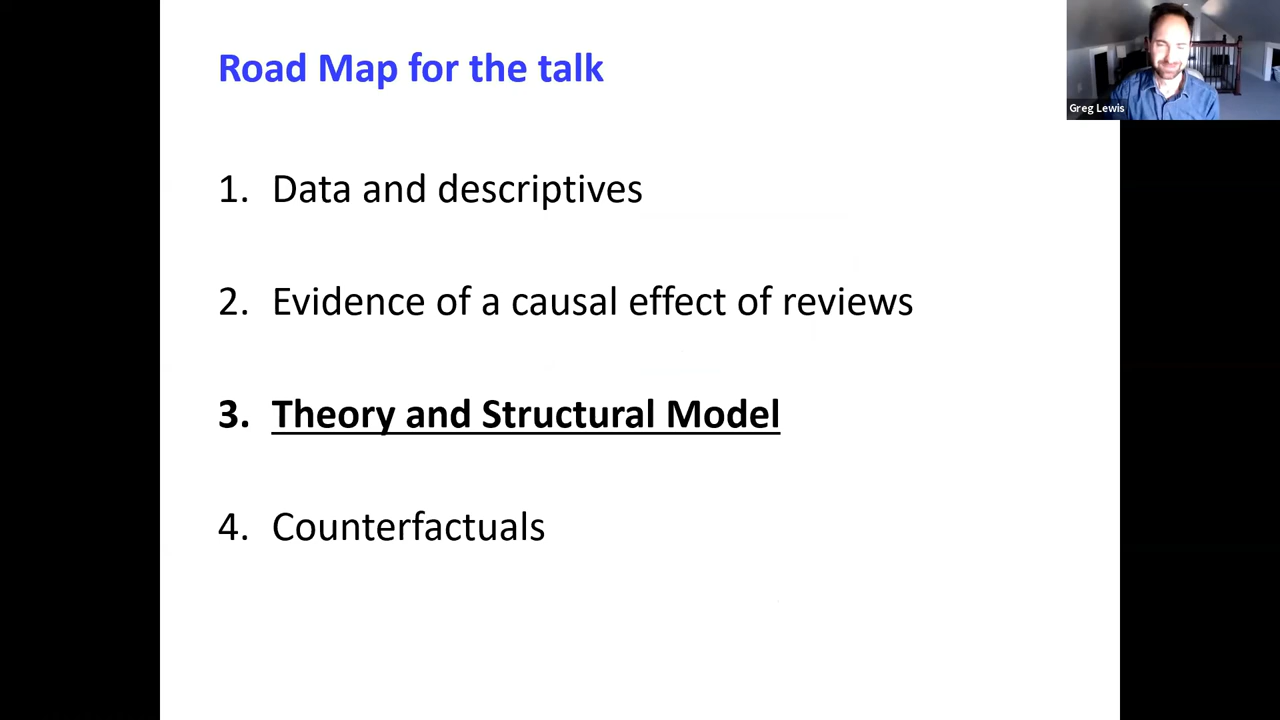 Road Map for the talk
Greg Lewis
1. Data and descriptives
2. Evidence of a causal effect of reviews
3. Theory and Structural Model
4. Counterfactuals